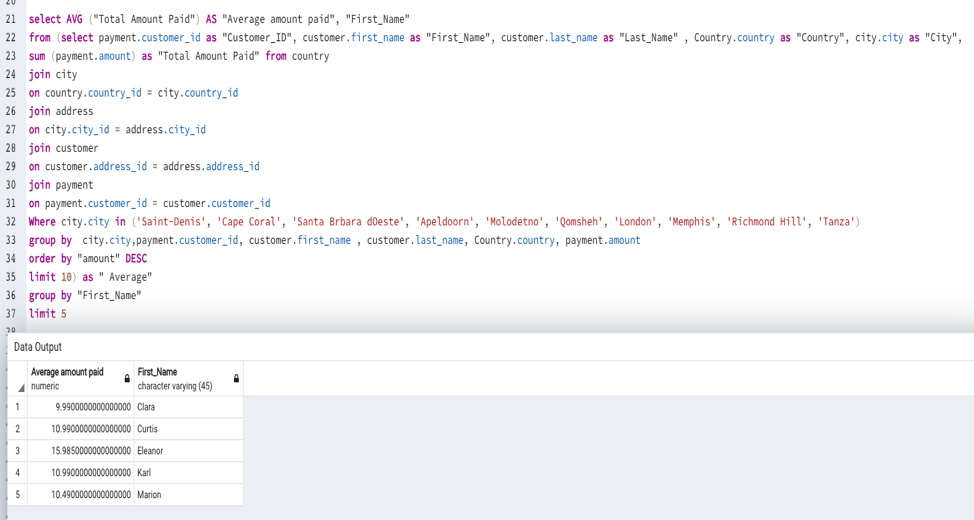 20
21 select AVG ("Total Amount Paid") AS "Average amount paid", "First_Name"
22 from (select payment.customer_id as "Customer_ID", customer.first_name as "First_Name", customer.last_name as "Last_Name" , Country.country as "Country", city.city as "City",
23 sum (payment.amount) as "Total Amount Paid" from country
24 join city
25 on country.country_id = city.country_id
26 join address
27 on city.city_id = address.city_id
28 join customer
29 on customer.address_id = address.address_id
30 join payment
31 on payment.customer_id = customer.customer_id
32 Where city.city in ('Saint-Denis', 'Cape Coral', 'Santa Brbara dOeste', 'Apeldoorn', 'Molodetno', 'Qomsheh', 'London', 'Memphis', 'Richmond Hill', 'Tanza')
33 group by city.city,payment.customer_id, customer.first_name , customer.last_name, Country.country, payment.amount
34 order by "amount" DESC
35 limit 10) as " Average"
36 group by "First_Name"
37 limit 5
38
Data Output
Average amount paid First_Name
numeric character varying (45)
1 9.9900000000000000 Clara
2 10.9900000000000000 Curtis
3 15.9850000000000000 Eleanor
4 10.9900000000000000 Karl
5 10.4900000000000000 Marion